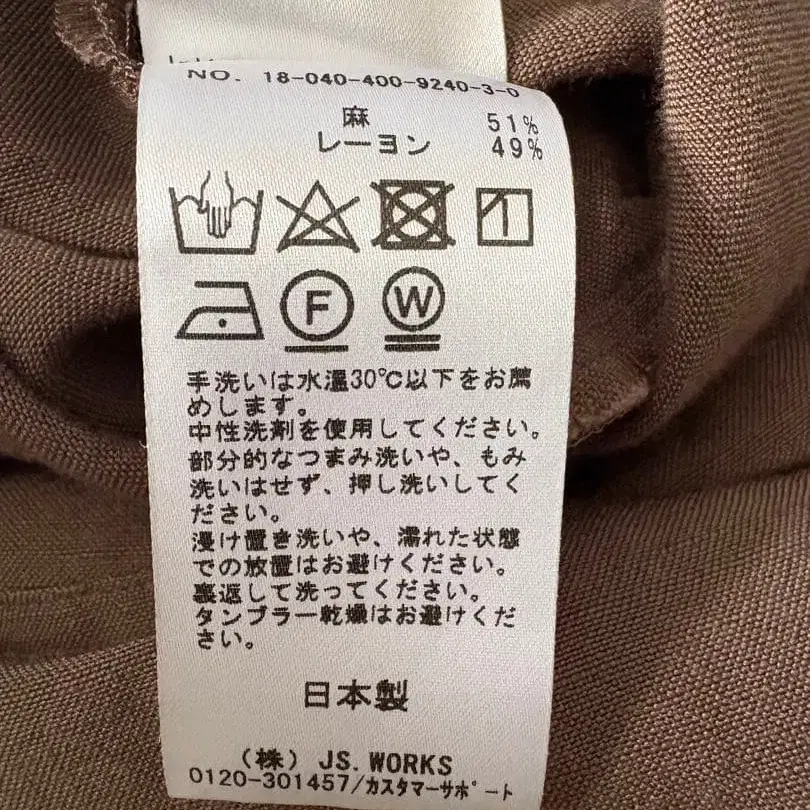 NO. 18-040-400-9240-3-0
麻 51%
レーヨン 49%
F W
手洗いは水温30℃以下をお薦
めします。
中性洗剤を使用してください。
部分的なつまみ洗いや、もみ
洗いはせず、押し洗いしてく
ださい。
浸け置き洗いや、濡れた状態
での放置はお避けください。
裏返して洗ってください。
タンブラー乾燥はお避けくだ
さい。
日本製
(株) JS.WORKS
0120-301457/カスタマーサポート